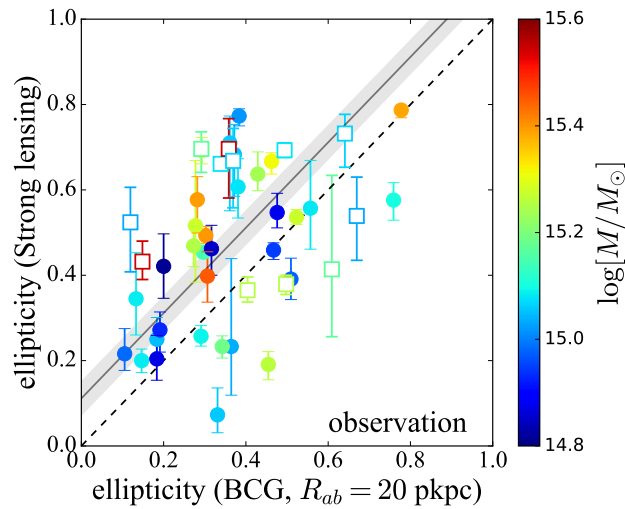 1.0
0.8
0.6
0.4
0.2
0.0
ellipticity (Strong lensing)
0.0 0.2 0.4 0.6 0.8 1.0
ellipticity (BCG, R_{ab} = 20 pkpc)
observation
15.6
15.4
15.2
15.0
14.8
log[M/M_⊙]